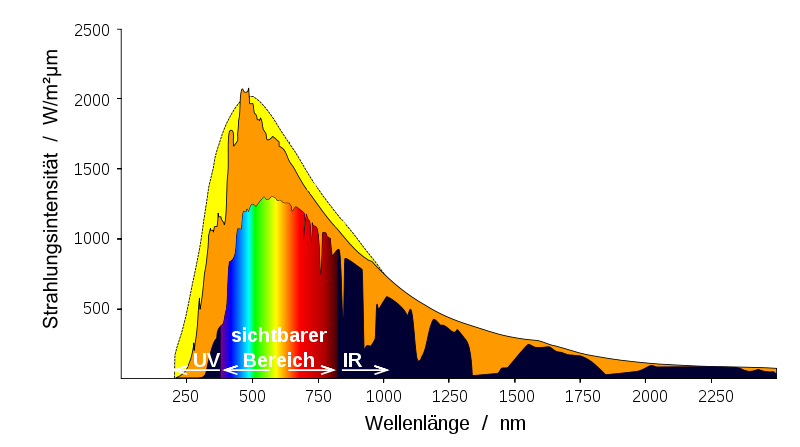 2500
2000
1500
1000
500
Strahlungsintensität / W/m²µm
sichtbarer
UV Bereich IR
250 500 750 1000 1250 1500 1750 2000 2250
Wellenlänge / nm